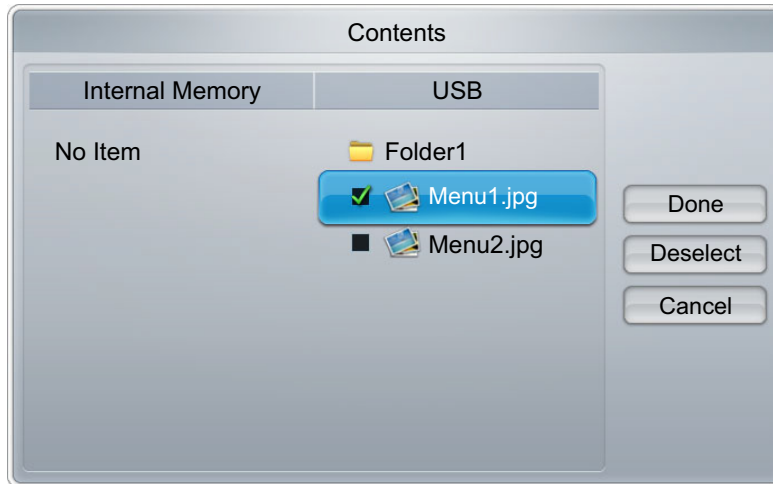 Contents
Internal Memory USB
No Item Folder1
Menu1.jpg
Done
Menu2.jpg
Deselect
Cancel